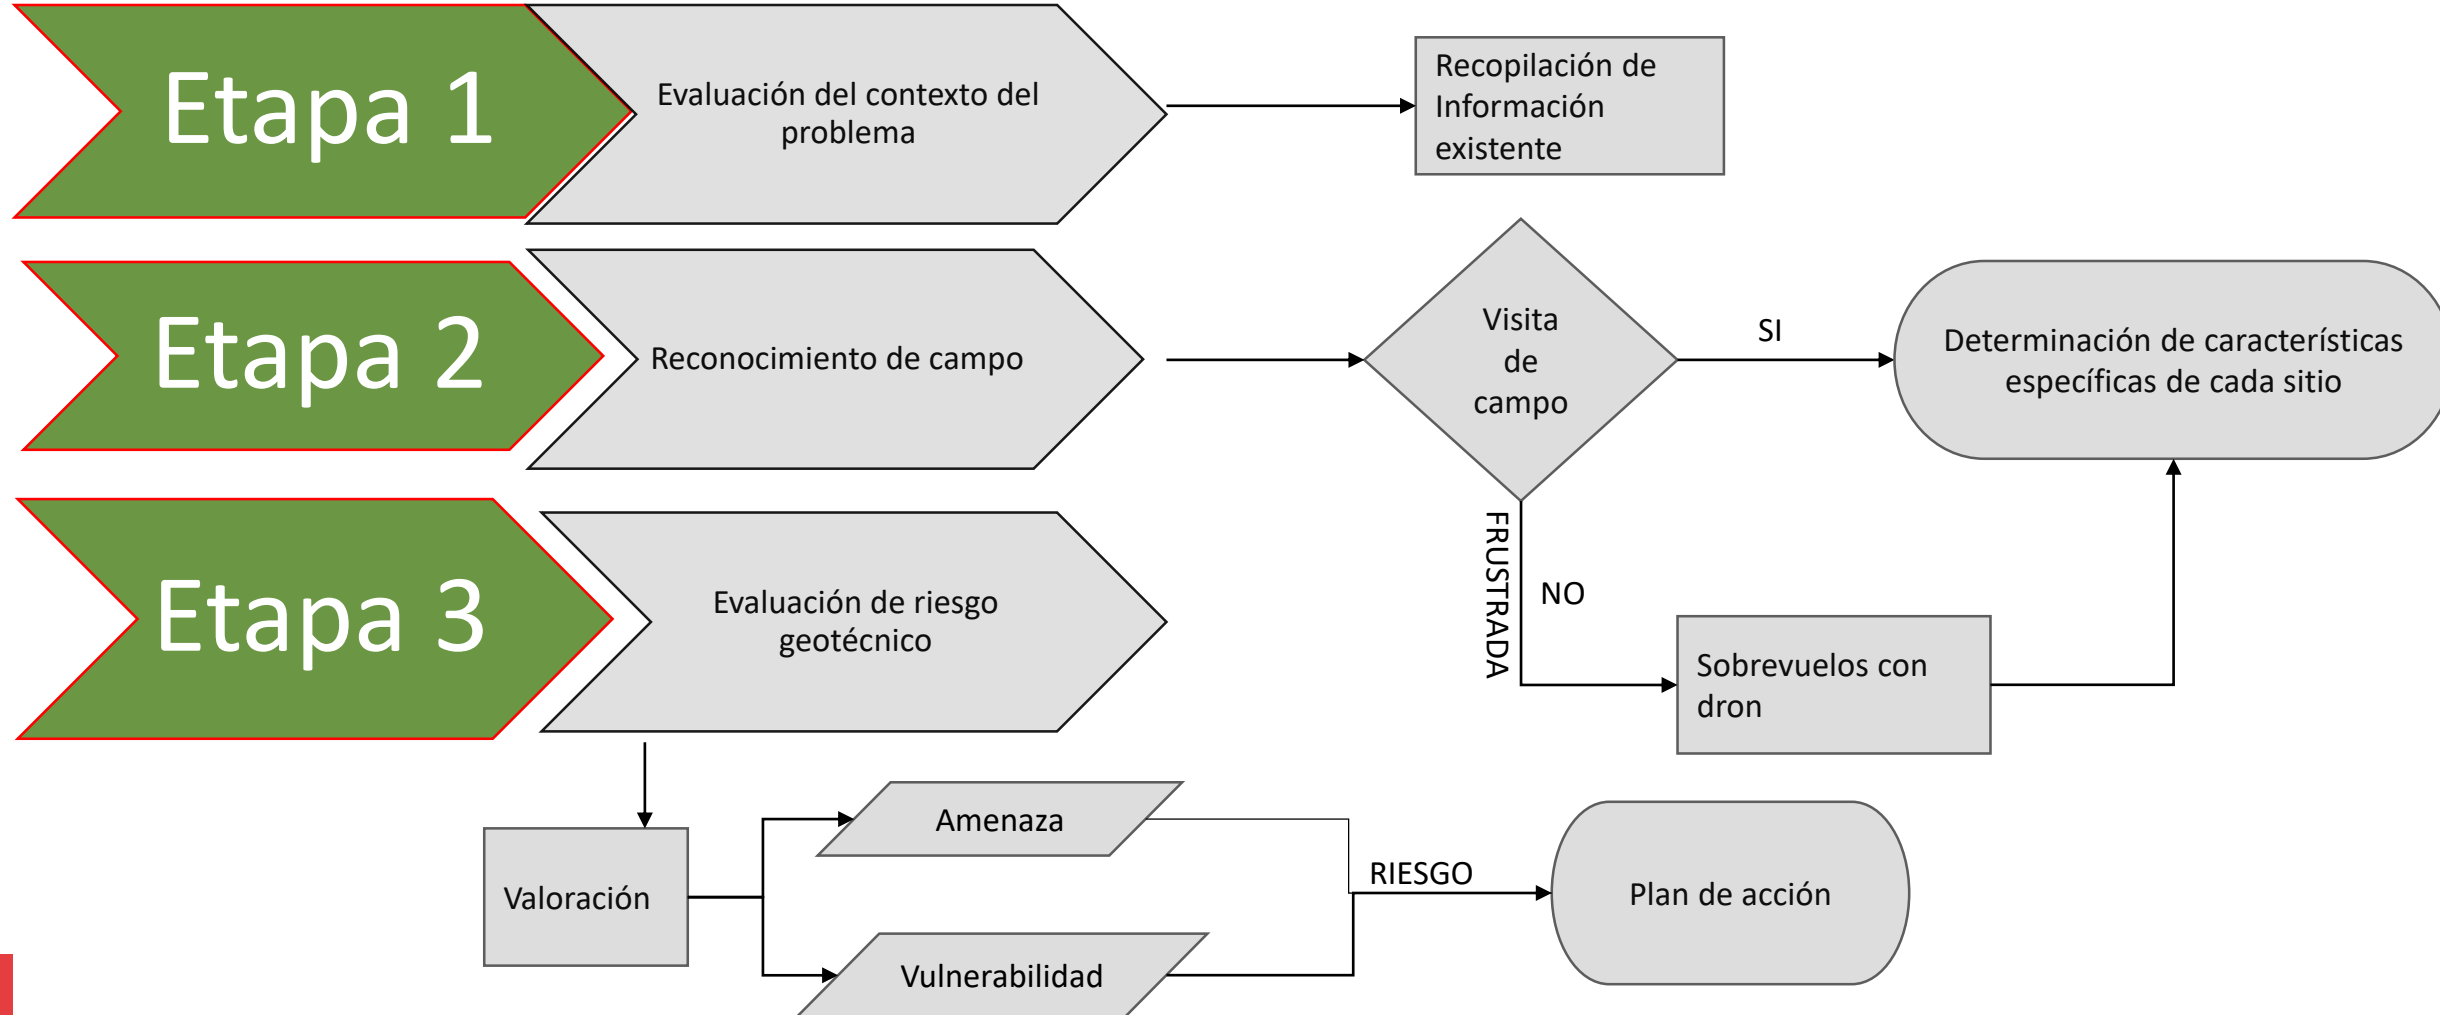 Etapa 1
Evaluación del contexto del
problema
Recopilación de
Información
existente
Etapa 2
Reconocimiento de campo
Visita
de
campo
SI
Determinación de características
específicas de cada sitio
FRUSTRADA
NO
Sobrevuelos con
dron
Etapa 3
Evaluación de riesgo
geotécnico
Valoración
Amenaza
Vulnerabilidad
RIESGO
Plan de acción